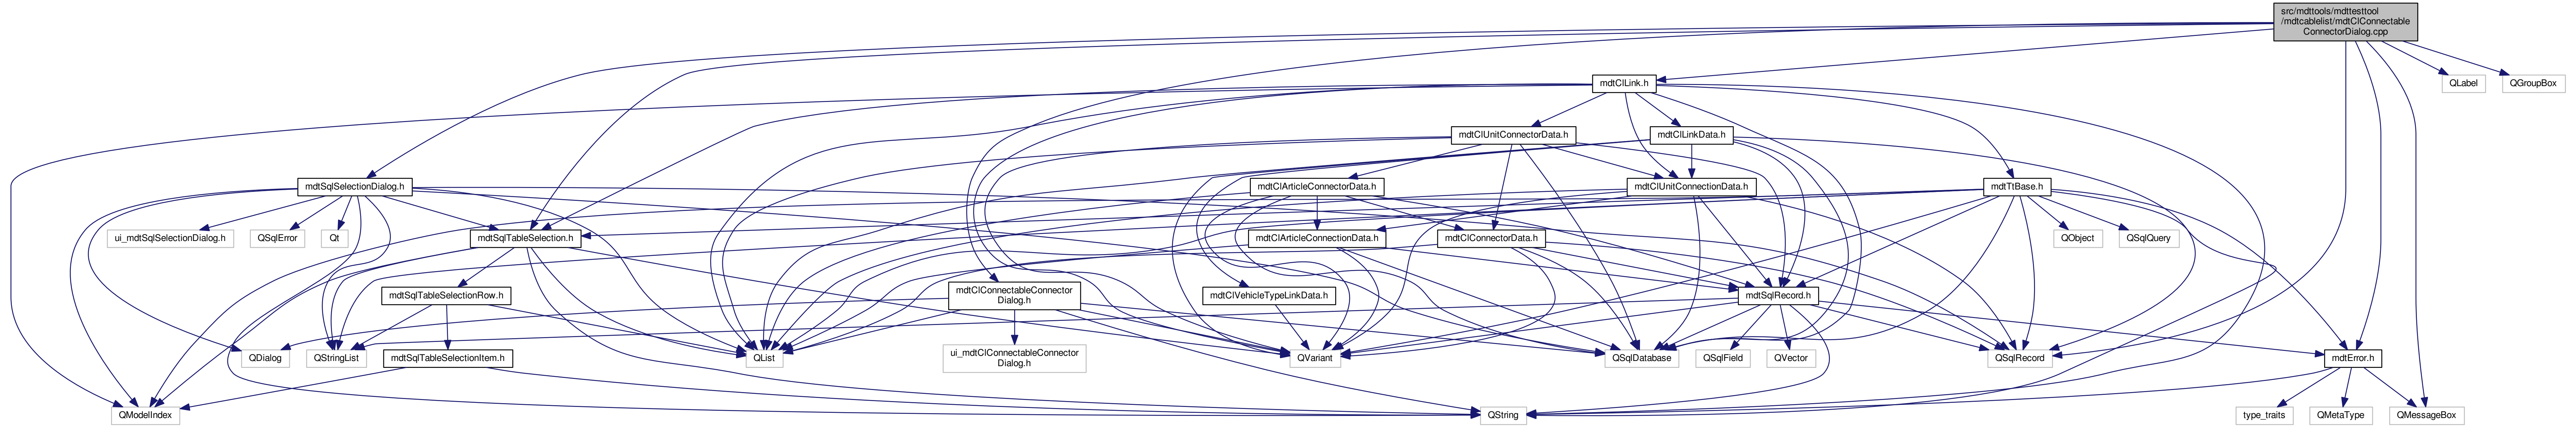 src/mdttools/mdttesttool
/mdtcablelist/mdtClConnectable
ConnectorDialog.cpp
mdtClLink.h
QLabel
QGroupBox
mdtClUnitConnectorData.h
mdtClLinkData.h
mdtSqlSelectionDialog.h
mdtClArticleConnectorData.h
mdtClUnitConnectionData.h
mdtTtBase.h
ui_mdtSqlSelectionDialog.h
QSqlError
Qt
mdtSqlTableSelection.h
mdtClArticleConnectionData.h
mdtClConnectorData.h
QObject
QSqlQuery
mdtSqlTableSelectionRow.h
mdtClConnectableConnector
Dialog.h
mdtClVehicleTypeLinkData.h
mdtSqlRecord.h
QDialog
QStringList
mdtSqlTableSelectionItem.h
QList
ui_mdtClConnectableConnector
Dialog.h
QVariant
QSqlDatabase
QSqlField
QVector
QSqlRecord
mdtError.h
QModelIndex
QString
type_traits
QMetaType
QMessageBox